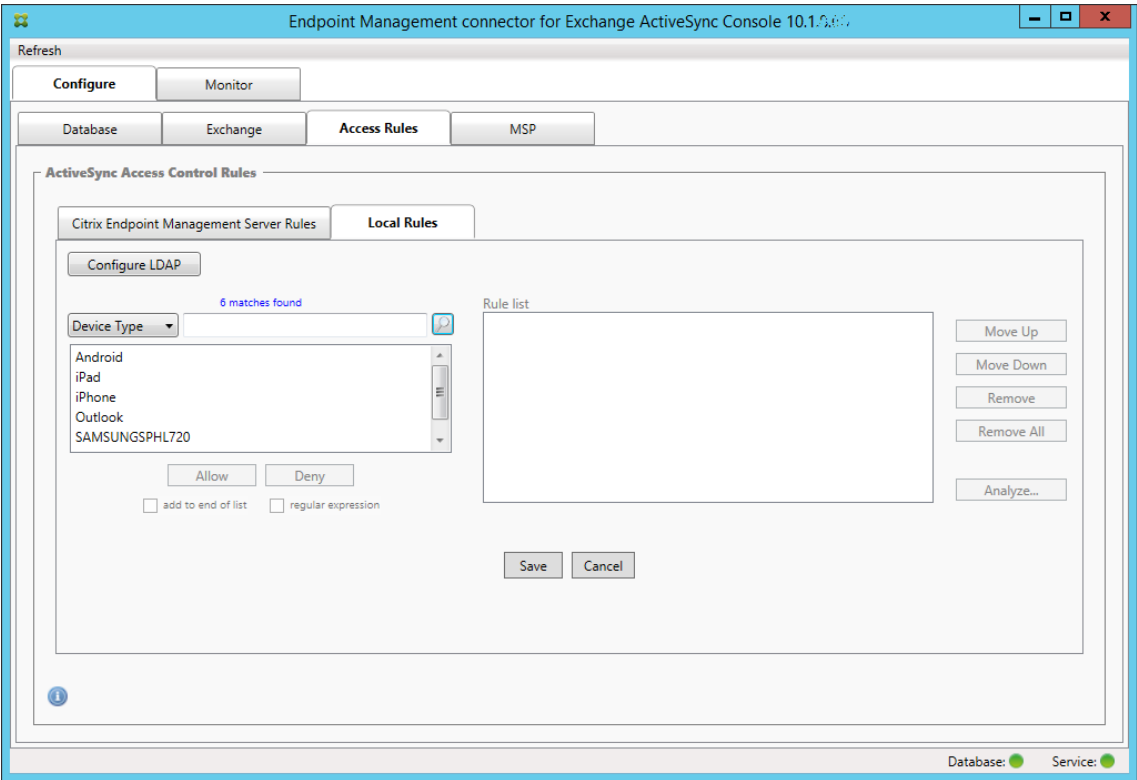 Endpoint Management connector for Exchange ActiveSync Console
Refresh
Configure
Monitor
Database
Exchange
Access Rules
MSP
ActiveSync Access Control Rules
Citrix Endpoint Management Server Rules
Local Rules
Configure LDAP
6 matches found
Rule list
Device Type
Move Up
Android
Move Down
iPad
iPhone
Remove
Outlook
SAMSUNGSPHL720
Remove All
Allow
Deny
Analyze...
add to end of list
regular expression
Save
Cancel
Database:
Service: